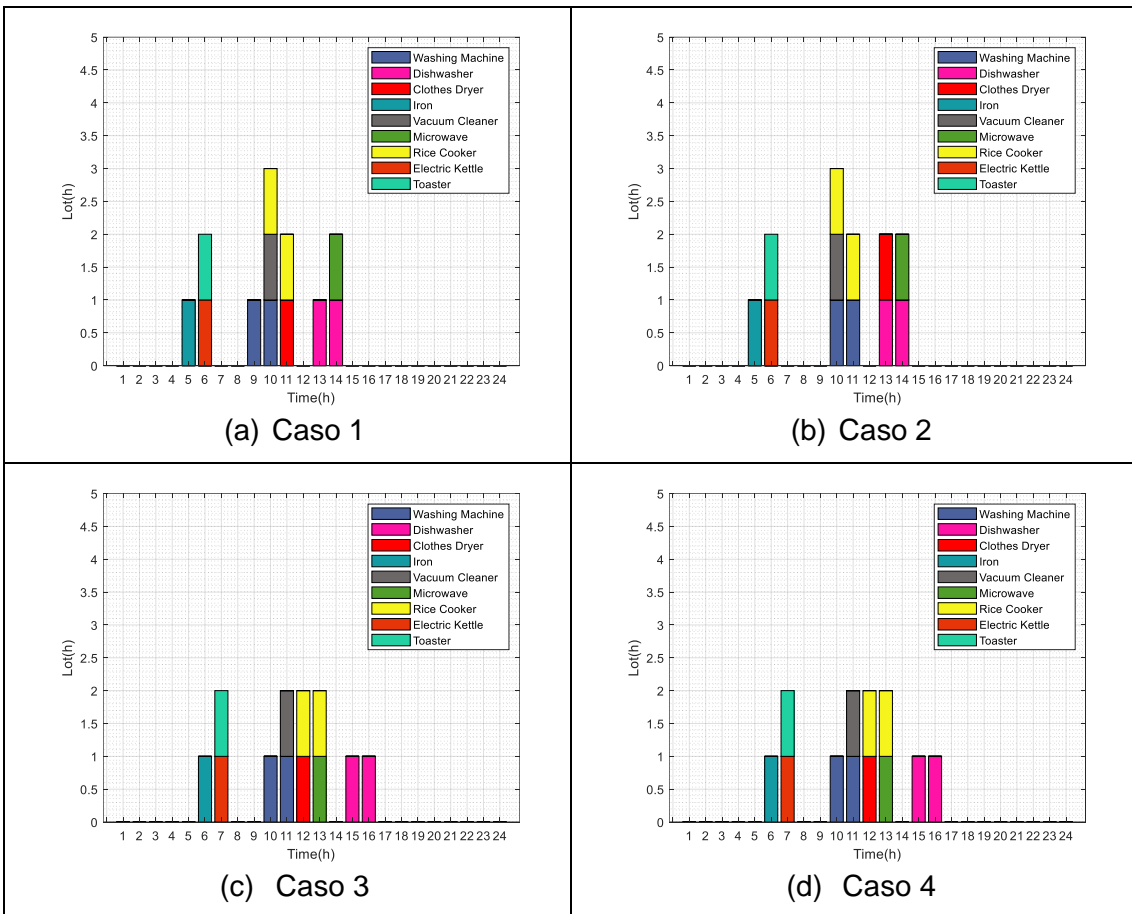 5
4.5
4
3.5
3
2.5
2
1.5
1
0.5
0
Lot(h)
Washing Machine
Dishwasher
Clothes Dryer
Iron
Vacuum Cleaner
Microwave
Rice Cooker
Electric Kettle
Toaster
1 2 3 4 5 6 7 8 9 10 11 12 13 14 15 16 17 18 19 20 21 22 23 24
Time(h)
(a) Caso 1
5
4.5
4
3.5
3
2.5
2
1.5
1
0.5
0
Lot(h)
Washing Machine
Dishwasher
Clothes Dryer
Iron
Vacuum Cleaner
Microwave
Rice Cooker
Electric Kettle
Toaster
1 2 3 4 5 6 7 8 9 10 11 12 13 14 15 16 17 18 19 20 21 22 23 24
Time(h)
(b) Caso 2
5
4.5
4
3.5
3
2.5
2
1.5
1
0.5
0
Lot(h)
Washing Machine
Dishwasher
Clothes Dryer
Iron
Vacuum Cleaner
Microwave
Rice Cooker
Electric Kettle
Toaster
1 2 3 4 5 6 7 8 9 10 11 12 13 14 15 16 17 18 19 20 21 22 23 24
Time(h)
(c) Caso 3
5
4.5
4
3.5
3
2.5
2
1.5
1
0.5
0
Lot(h)
Washing Machine
Dishwasher
Clothes Dryer
Iron
Vacuum Cleaner
Microwave
Rice Cooker
Electric Kettle
Toaster
1 2 3 4 5 6 7 8 9 10 11 12 13 14 15 16 17 18 19 20 21 22 23 24
Time(h)
(d) Caso 4